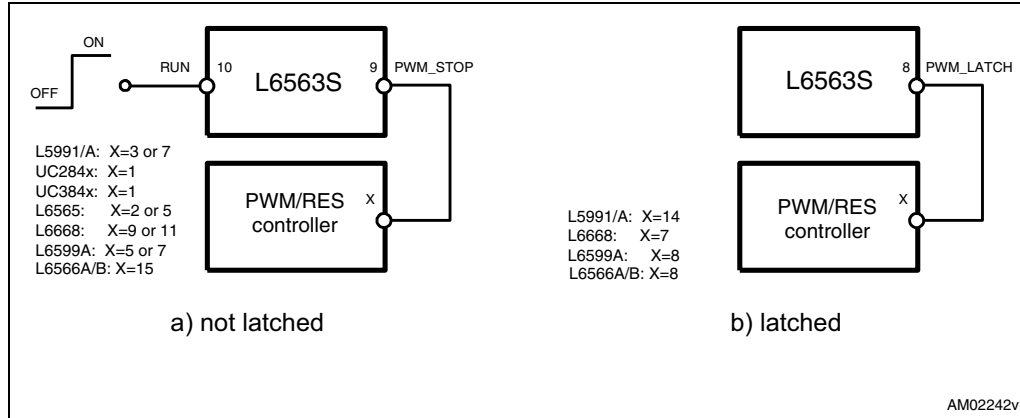 ON
OFF
RUN
10
L6563S
9
PWM_STOP
L5991/A: X=3 or 7
UC284x: X=1
UC384x: X=1
L6565: X=2 or 5
L6668: X=9 or 11
L6599A: X=5 or 7
L6566A/B: X=15
PWM/RES
controller
X
a) not latched
L6563S
8
PWM_LATCH
L5991/A: X=14
L6668: X=7
L6599A: X=8
L6566A/B: X=8
PWM/RES
controller
X
b) latched
AM02242v